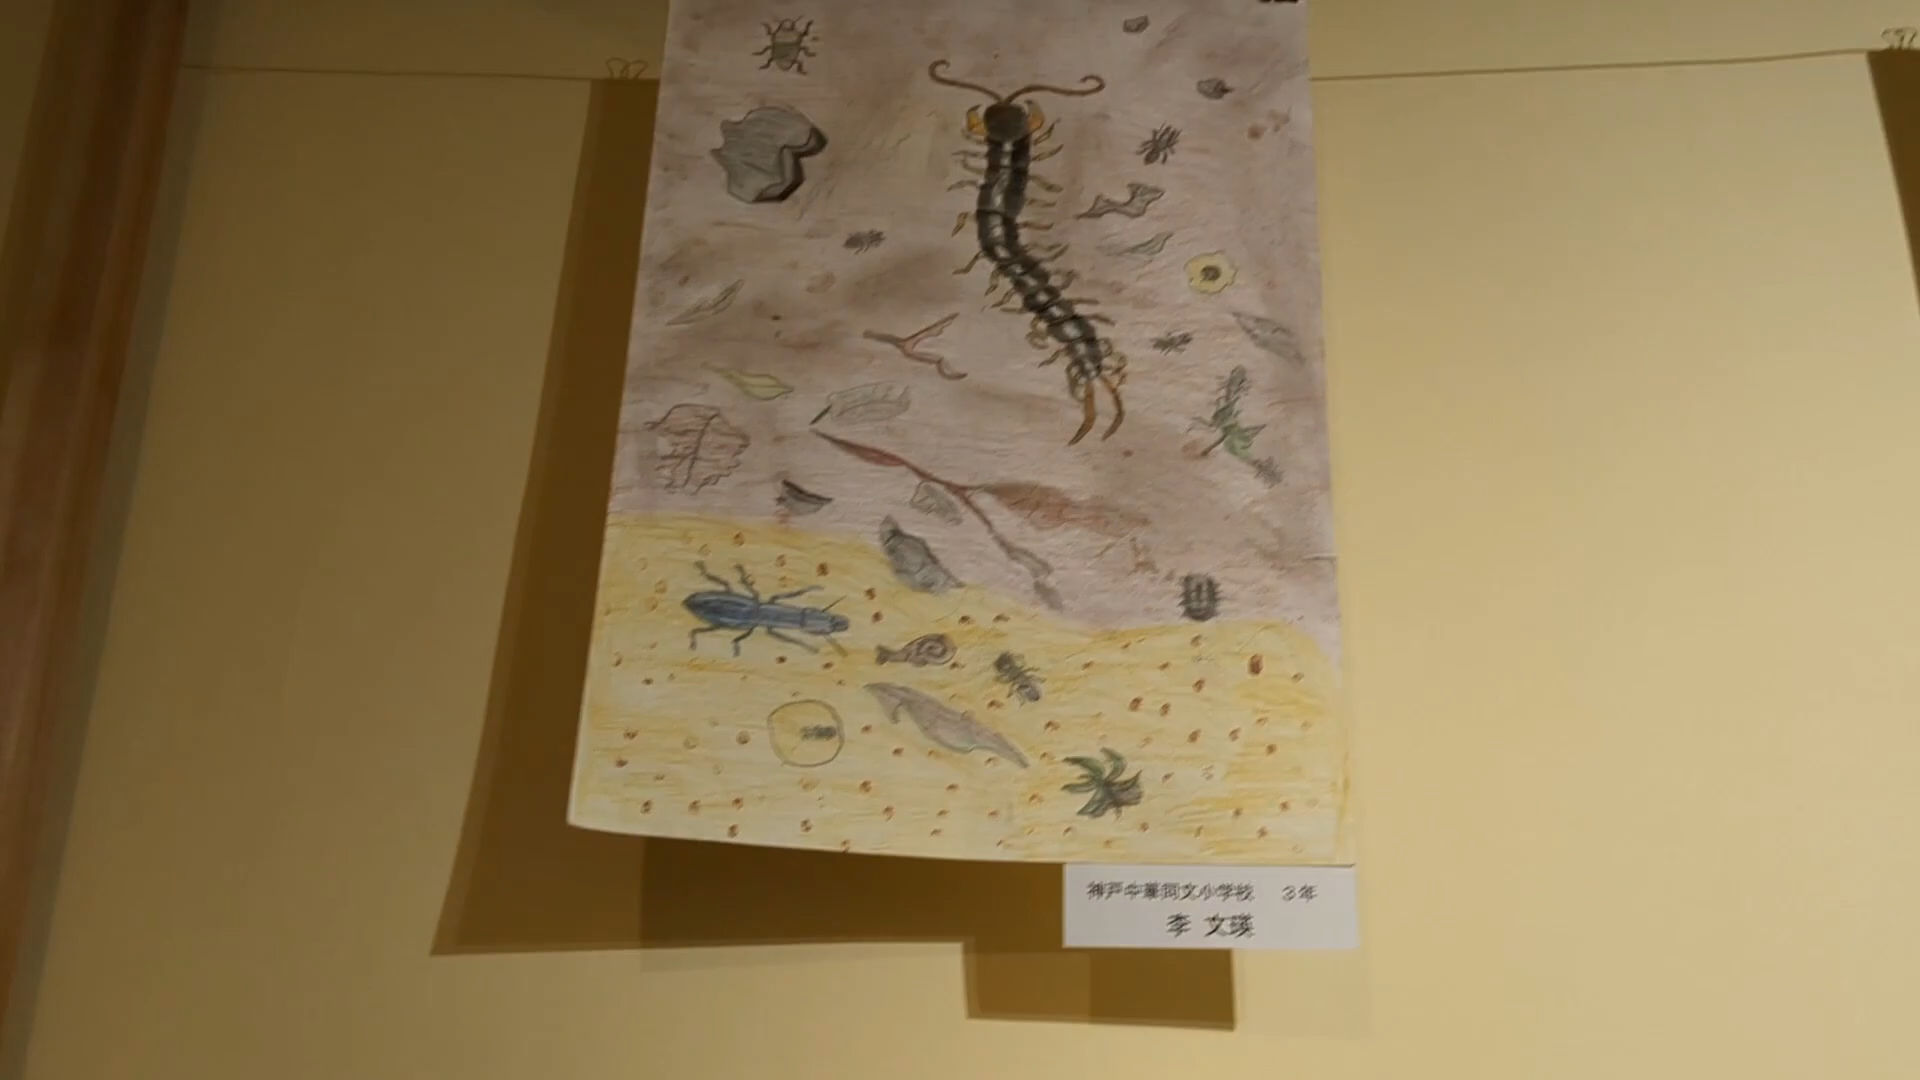 神戸中華同文小学校 3年
李 文瑛